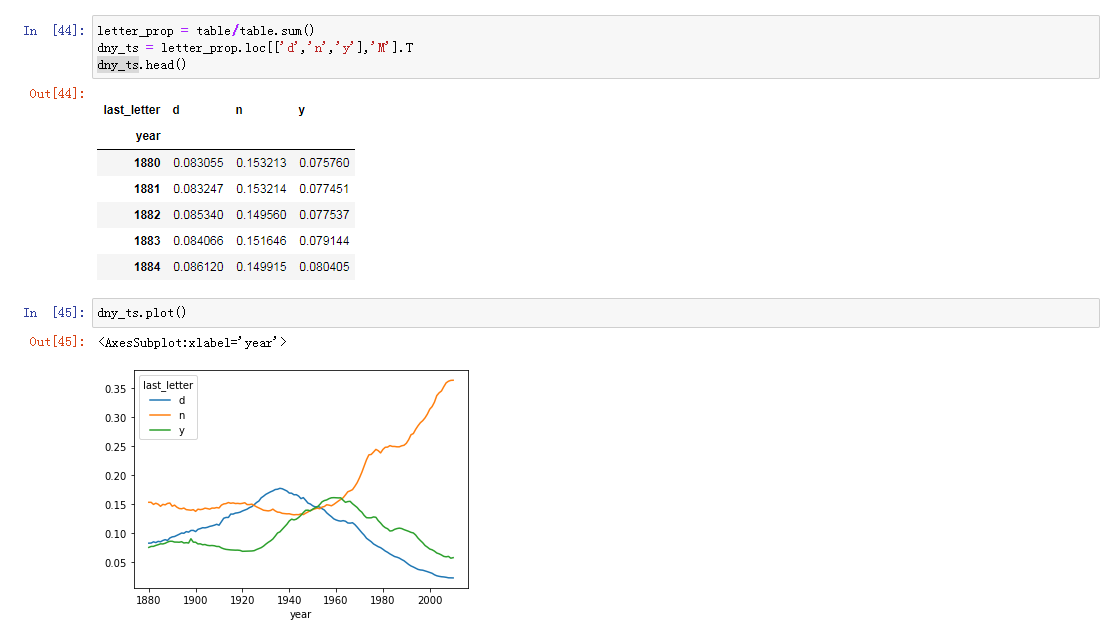 In [44]: letter_prop = table/table.sum()
dny_ts = letter_prop.loc[['d','n','y'],'M'].T
dny_ts.head()
Out[44]:
last_letter d n y
year
1880 0.083055 0.153213 0.075760
1881 0.083247 0.153214 0.077451
1882 0.085340 0.149560 0.077537
1883 0.084066 0.151646 0.079144
1884 0.086120 0.149915 0.080405
In [45]: dny_ts.plot()
Out[45]: <AxesSubplot:xlabel='year'>
last_letter
d
n
y
0.35
0.30
0.25
0.20
0.15
0.10
0.05
1880 1900 1920 1940 1960 1980 2000
year